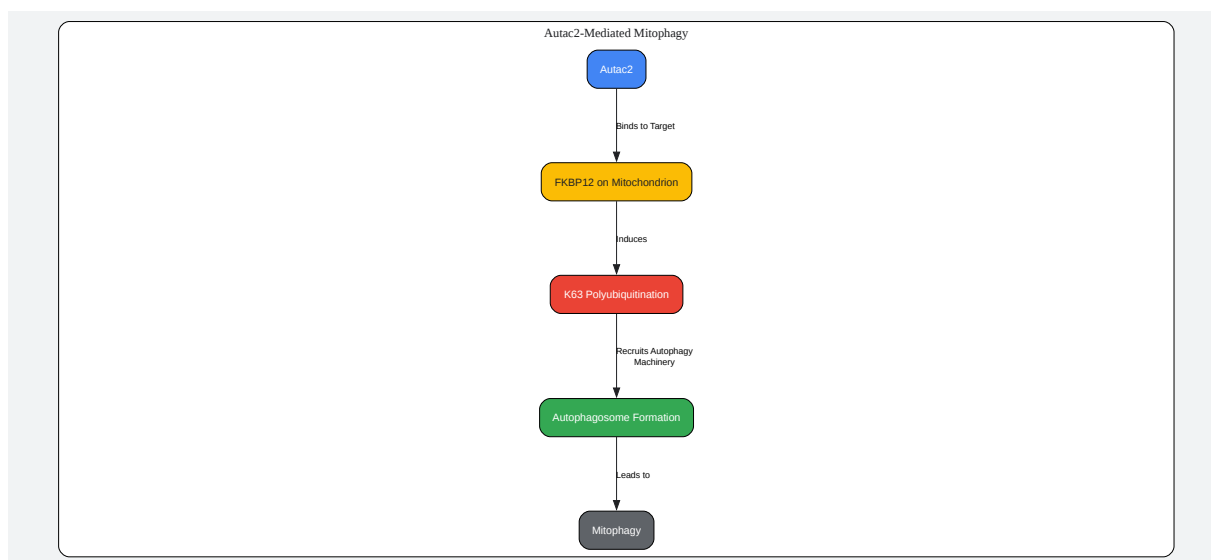 Autac2-Mediated Mitophagy
Autac2
Binds to Target
FKBP12 on Mitochondrion
Induces
K63 Polyubiquitination
Recruits Autophagy
Machinery
Autophagosome Formation
Leads to
Mitophagy